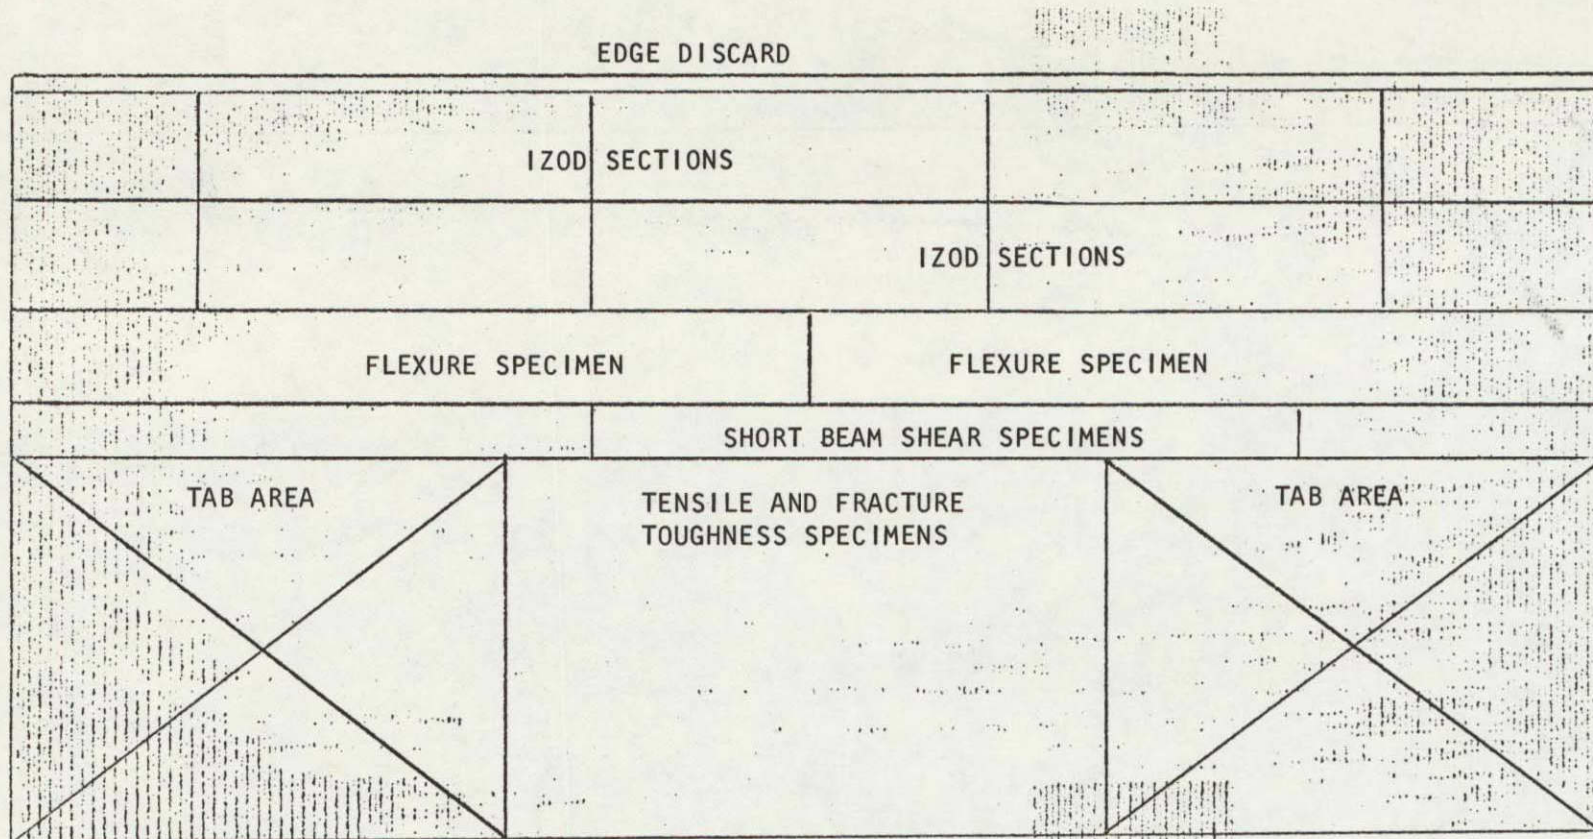 EDGE DISCARD
IZOD SECTIONS
IZOD SECTIONS
FLEXURE SPECIMEN
FLEXURE SPECIMEN
SHORT BEAM SHEAR SPECIMENS
TAB AREA
TENSILE AND FRACTURE
TOUGHNESS SPECIMENS
TAB AREA